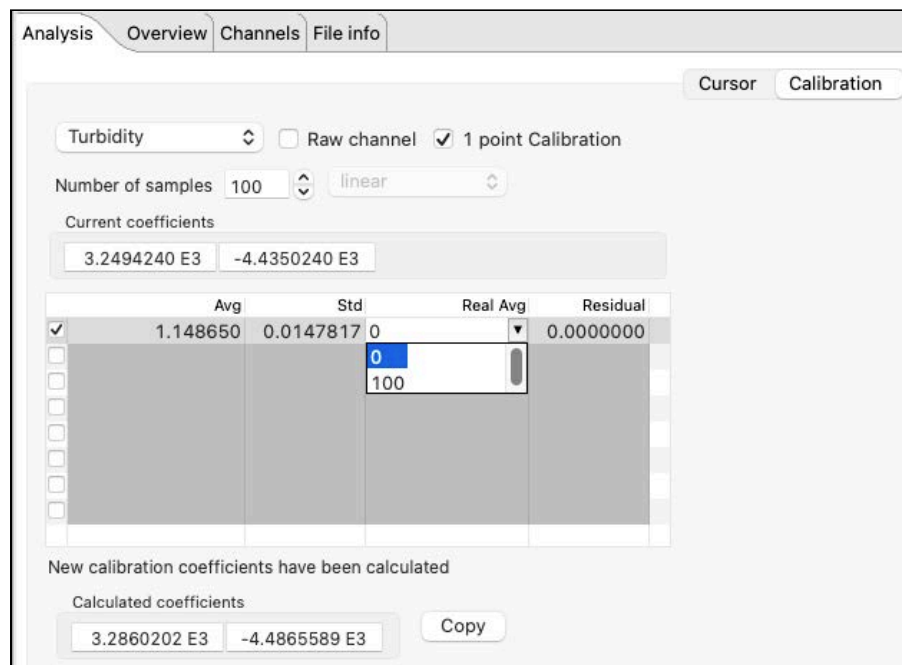 Analysis Overview Channels File info
Cursor Calibration
Turbidity Raw channel 1 point Calibration
Number of samples 100 linear
Current coefficients
3.2494240 E3 -4.4350240 E3
Avg Std Real Avg Residual
1.148650 0.0147817 0 0.0000000
0
100
New calibration coefficients have been calculated
Calculated coefficients
3.2860202 E3 -4.4865589 E3 Copy